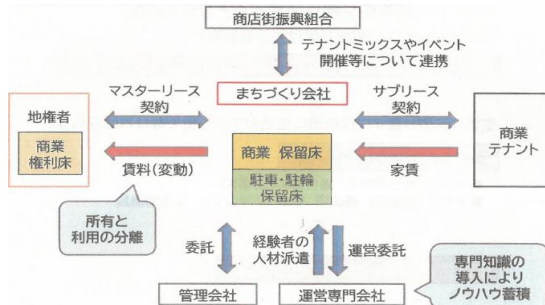 商店街振興組合
テナントミックスやイベント
開催等について連携
マスターリース
契約
まちづくり会社
サブリース
契約
地権者
商業
権利床
賃料(変動)
商業 保留床
駐車・駐輪
保留床
家賃
商業
テナント
所有と
利用の分離
委託
経験者の
人材派遣
運営委託
専門知識の
導入により
ノウハウ蓄積
管理会社
運営専門会社